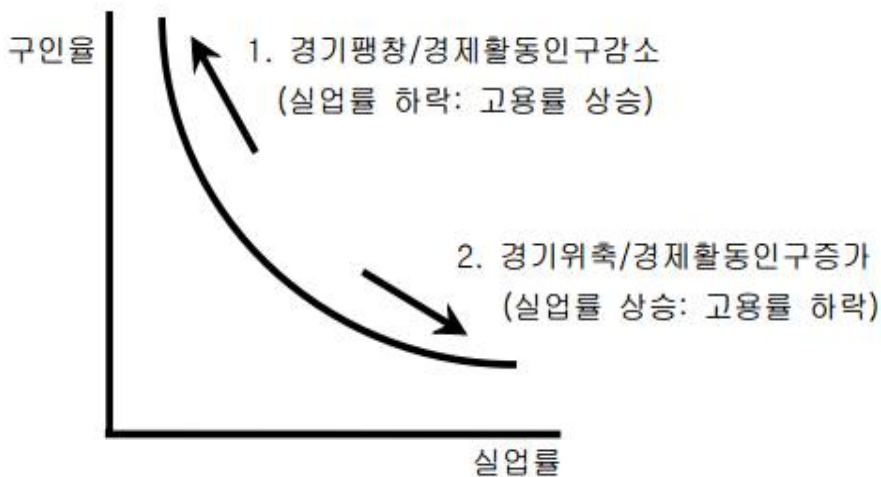 구인율
1. 경기팽창/경제활동인구감소
(실업률 하락: 고용률 상승)
2. 경기위축/경제활동인구증가
(실업률 상승: 고용률 하락)
실업률